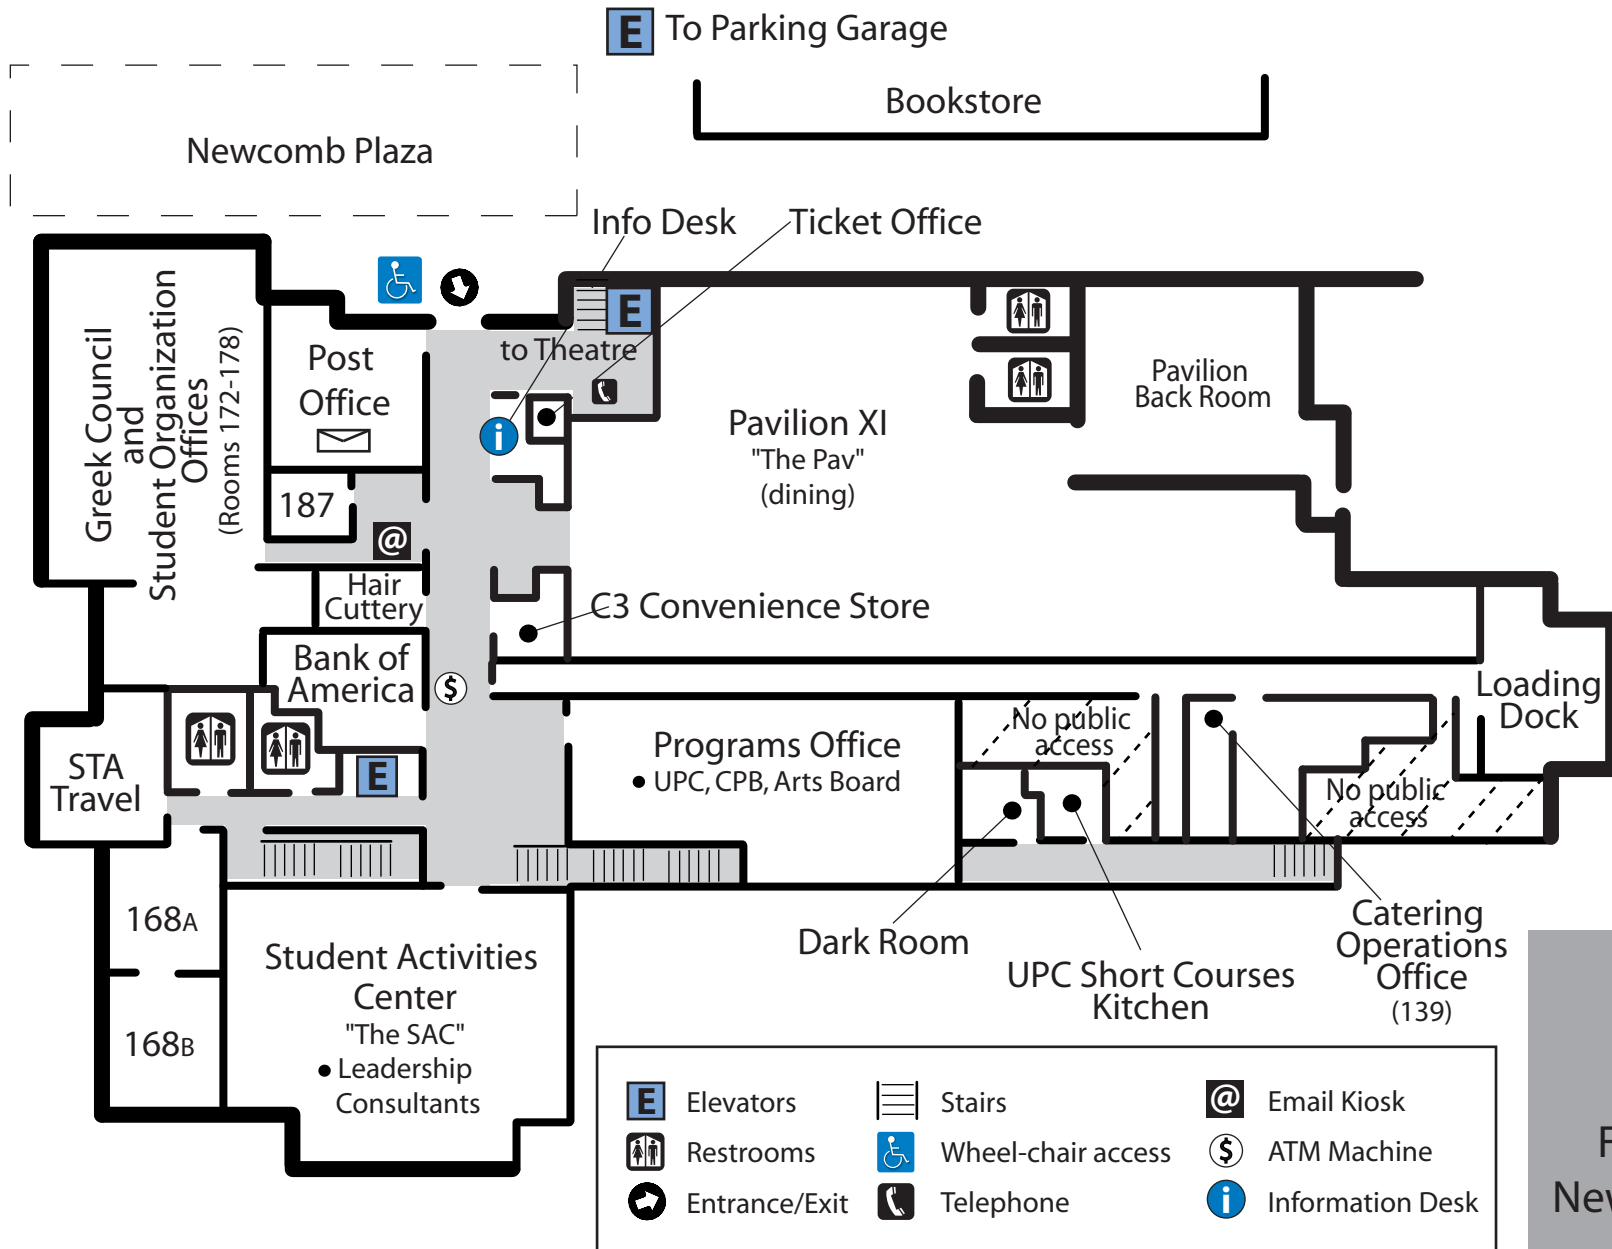 E To Parking Garage
Bookstore
Newcomb Plaza
Info Desk
Ticket Office
E
to Theatre
Greek Council
and
Student Organization
Offices
(Rooms 172-178)
Post
Office
i
Pavilion XI
"The Pav"
(dining)
Pavilion
Back Room
187
@
Hair
Cuttery
C3 Convenience Store
Bank of
America
$
Loading
Dock
STA
Travel
E
Programs Office
• UPC, CPB, Arts Board
No public
access
No public
access
168A
168B
Student Activities
Center
"The SAC"
• Leadership
Consultants
Dark Room
UPC Short Courses
Kitchen
Catering
Operations
Office
(139)
E Elevators
Stairs
@ Email Kiosk
Restrooms
Wheel-chair access
$ ATM Machine
Entrance/Exit
Telephone
i Information Desk